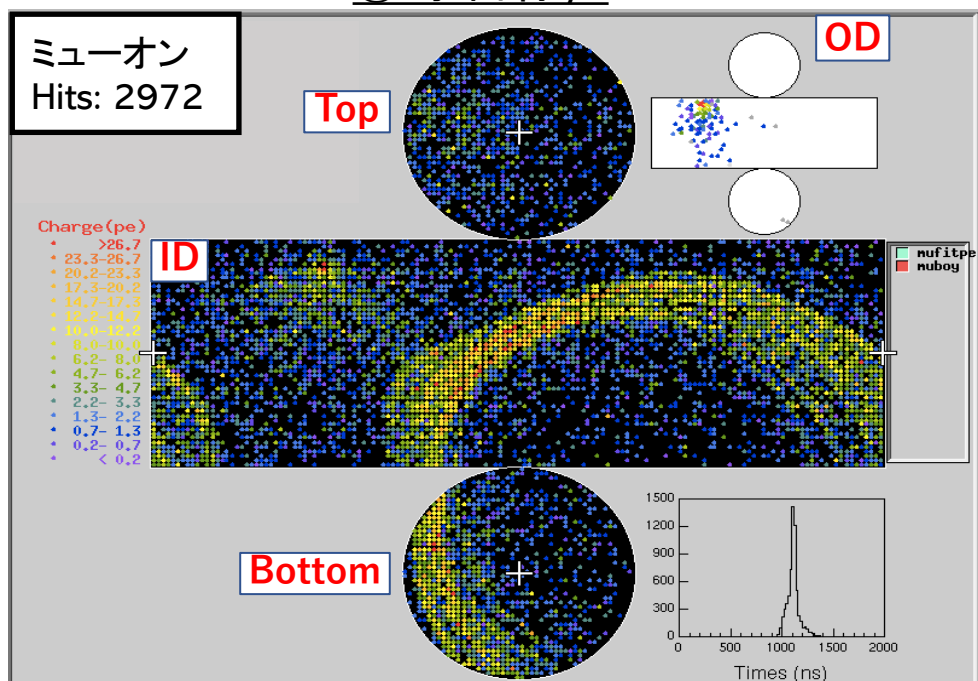 ミューオン
Hits: 2972
Top
OD
Charge(pe)
>26.7
23.3-26.7
20.2-23.3
17.3-20.2
14.7-17.3
12.2-14.7
10.0-12.2
8.0-10.0
6.2- 8.0
4.7- 6.2
3.3- 4.7
2.2- 3.3
1.3- 2.2
0.7- 1.3
0.2- 0.7
< 0.2
ID
mufitpe
muboy
Bottom
1500
1200
900
600
300
0
0 500 1000 1500 2000
Times (ns)